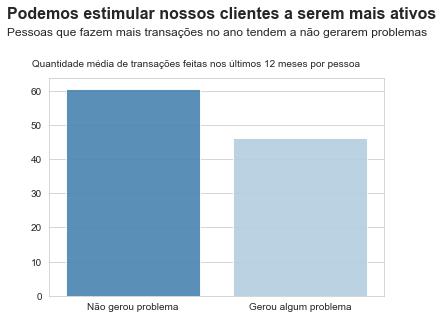 Podemos estimular nossos clientes a serem mais ativos
Pessoas que fazem mais transações no ano tendem a não gerarem problemas
Quantidade média de transações feitas nos últimos 12 meses por pessoa
60
50
40
30
20
10
0
Não gerou problema
Gerou algum problema